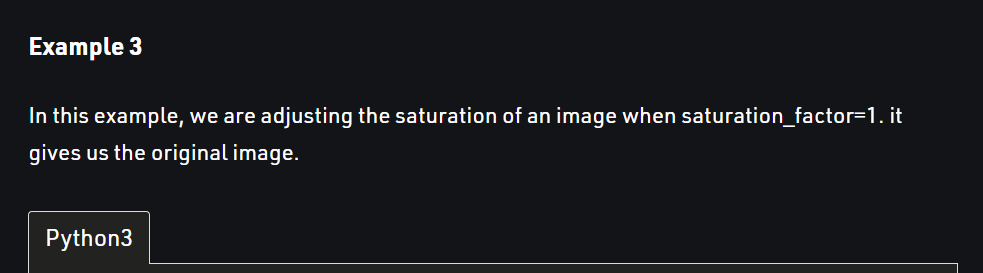 Example 3
In this example, we are adjusting the saturation of an image when saturation_factor=1. it
gives us the original image.
Python3